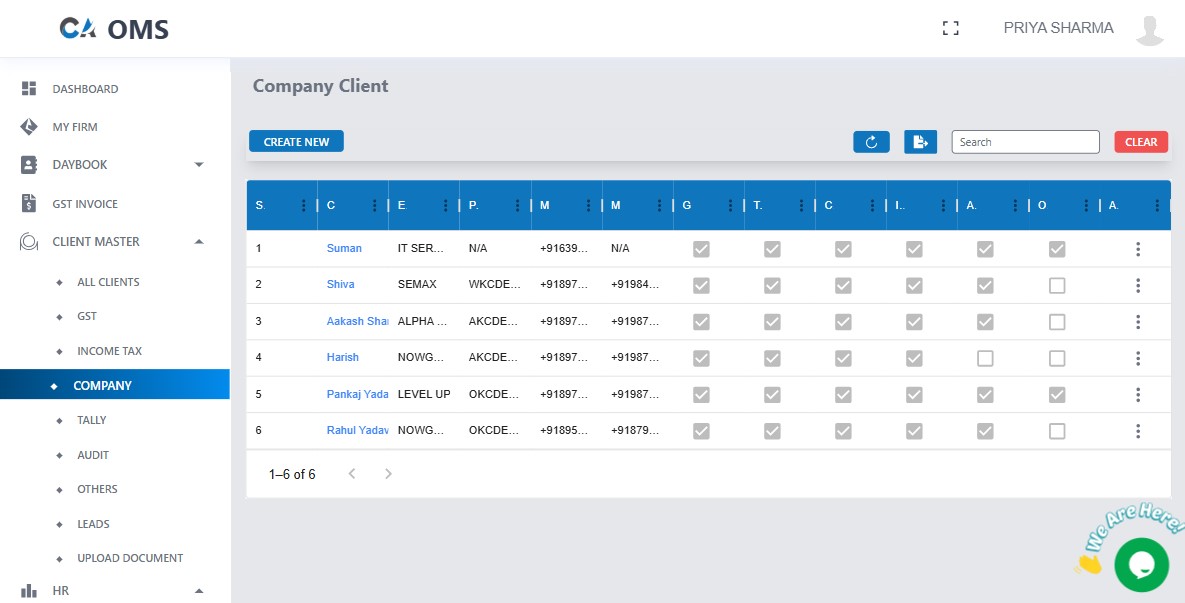 CA OMS
PRIYA SHARMA
DASHBOARD
MY FIRM
DAYBOOK
GST INVOICE
CLIENT MASTER
ALL CLIENTS
GST
INCOME TAX
COMPANY
TALLY
AUDIT
OTHERS
LEADS
UPLOAD DOCUMENT
HR
Company Client
CREATE NEW
Search
CLEAR
S. C E. P. M M G T. C I.. A. O A.
1 Suman IT SER... N/A +91639... N/A
2 Shiva SEMAX WKCDE... +91897... +91984...
3 Aakash Shar ALPHA ... AKCDE... +91897... +91987...
4 Harish NOWG... AKCDE... +91897... +91987...
5 Pankaj Yada LEVEL UP OKCDE... +91897... +91987...
6 Rahul Yadav NOWG... OKCDE... +91895... +91879...
1–6 of 6
We Are Here!